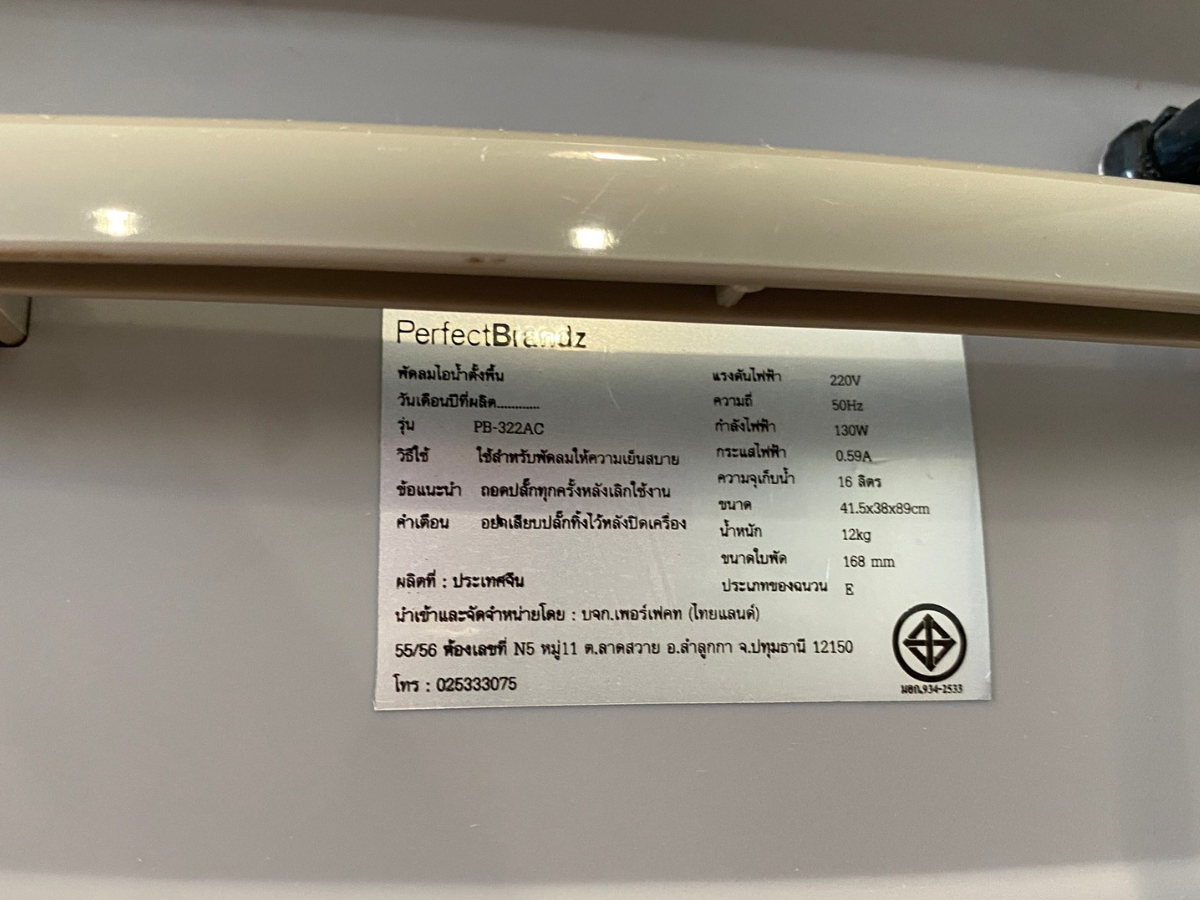 PerfectBrandz
พัดลมไอน้ำตั้งพื้น
วันเดือนปีที่ผลิต............
รุ่น PB-322AC
วิธีใช้ ใช้สำหรับพัดลมให้ความเย็นสบาย
ข้อแนะนำ ถอดปลั๊กทุกครั้งหลังเลิกใช้งาน
คำเตือน อย่าเสียบปลั๊กทิ้งไว้หลังปิดเครื่อง
แรงดันไฟฟ้า 220V
ความถี่ 50Hz
กำลังไฟฟ้า 130W
กระแสไฟฟ้า 0.59A
ความจุเก็บน้ำ 16 ลิตร
ขนาด 41.5x38x89cm
น้ำหนัก 12kg
ขนาดใบพัด 168 mm
ประเภทของฉนวน E
ผลิตที่ : ประเทศจีน
นำเข้าและจัดจำหน่ายโดย : บจก.เพอร์เฟคท (ไทยแลนด์)
55/56 ห้องเลขที่ N5 หมู่11 ต.ลาดสวาย อ.ลำลูกกา จ.ปทุมธานี 12150
โทร : 025333075
มอก.934-2533